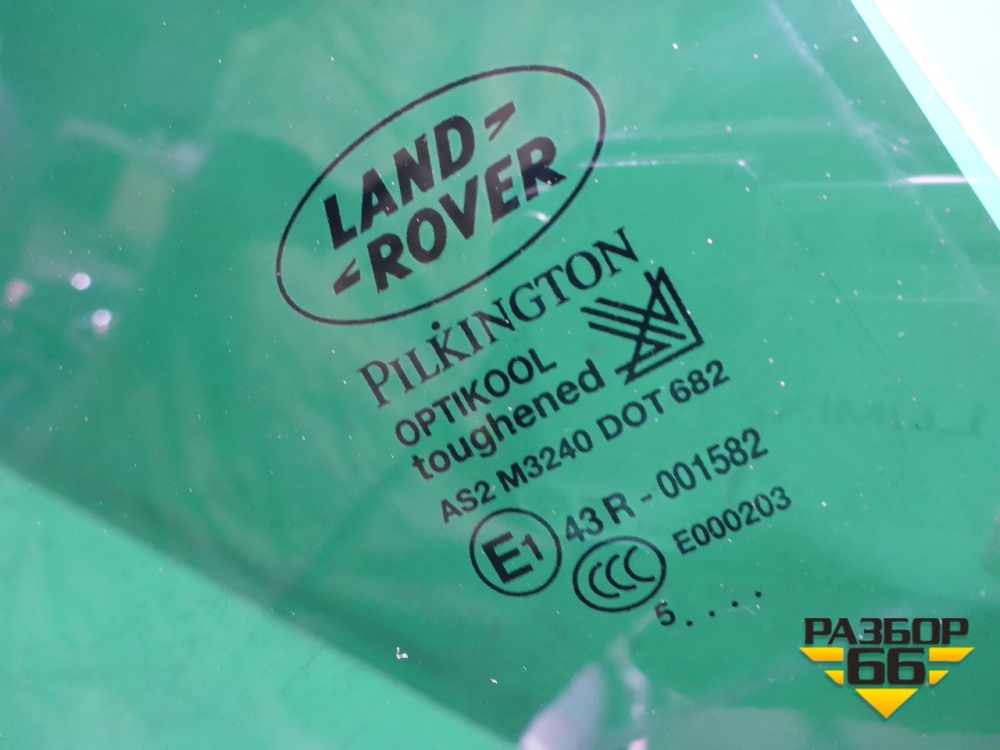 LAND
ROVER
PILKINGTON
OPTIKOOL
toughened
AS2 M3240 DOT 682
E1 43 R - 001582
CCC E000203
5. . . .
РАЗБОР
66